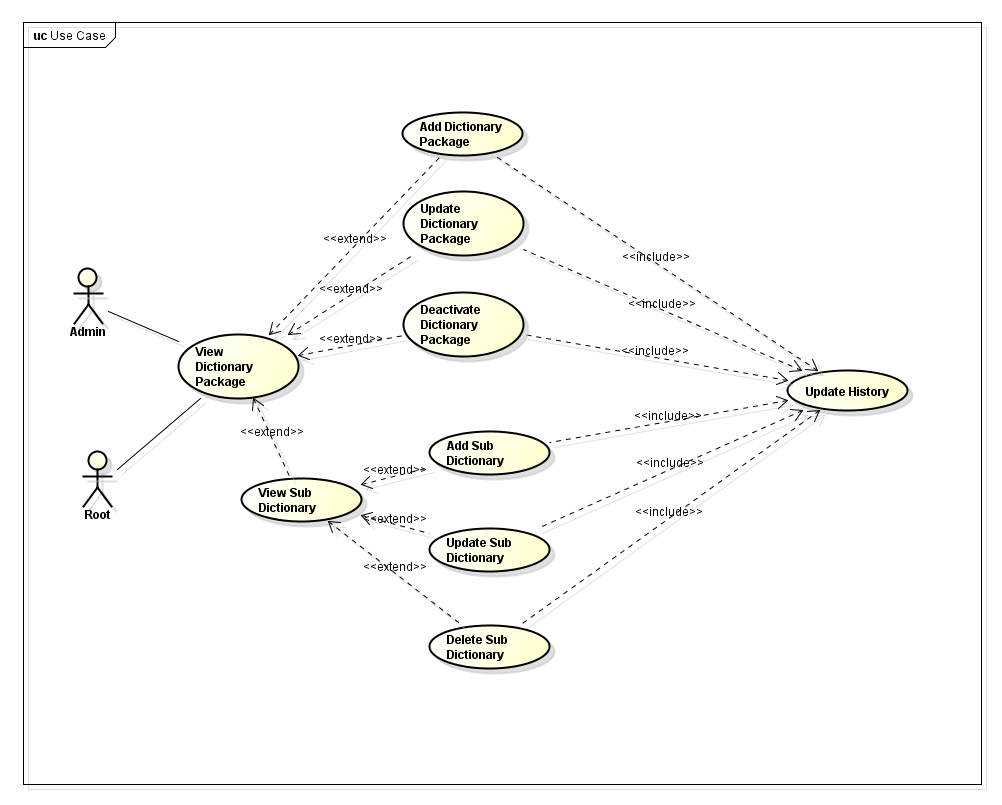 uc Use Case
Add Dictionary
Package
Update
Dictionary
Package
<<extend>>
<<include>>
<<extend>>
<<include>>
Deactivate
Dictionary
Package
<<extend>>
<<include>>
Admin
View
Dictionary
Package
Update History
<<extend>>
<<include>>
Add Sub
Dictionary
<<extend>>
<<include>>
View Sub
Dictionary
Root
<<extend>>
<<include>>
Update Sub
Dictionary
<<extend>>
Delete Sub
Dictionary